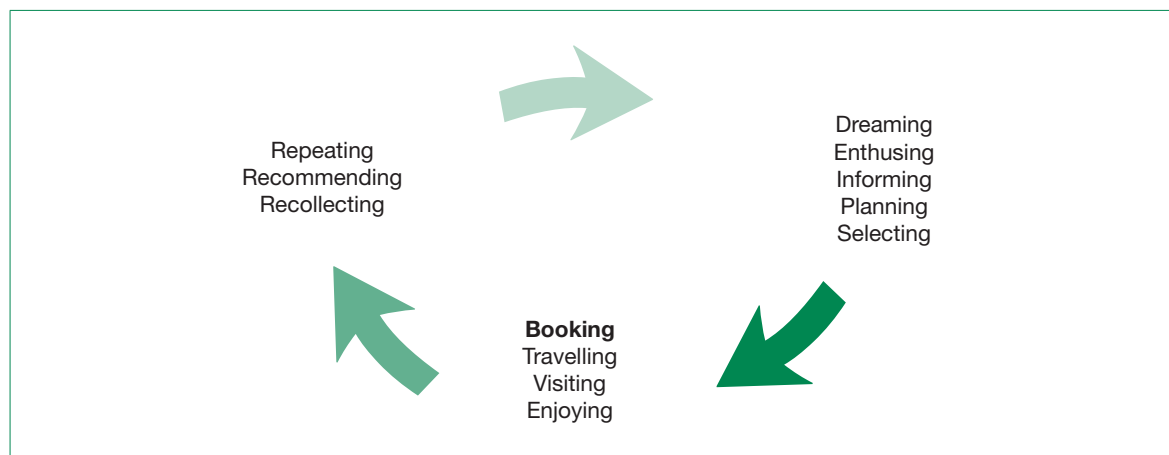 Repeating
Recommending
Recollecting
Dreaming
Enthusing
Informing
Planning
Selecting
Booking
Travelling
Visiting
Enjoying